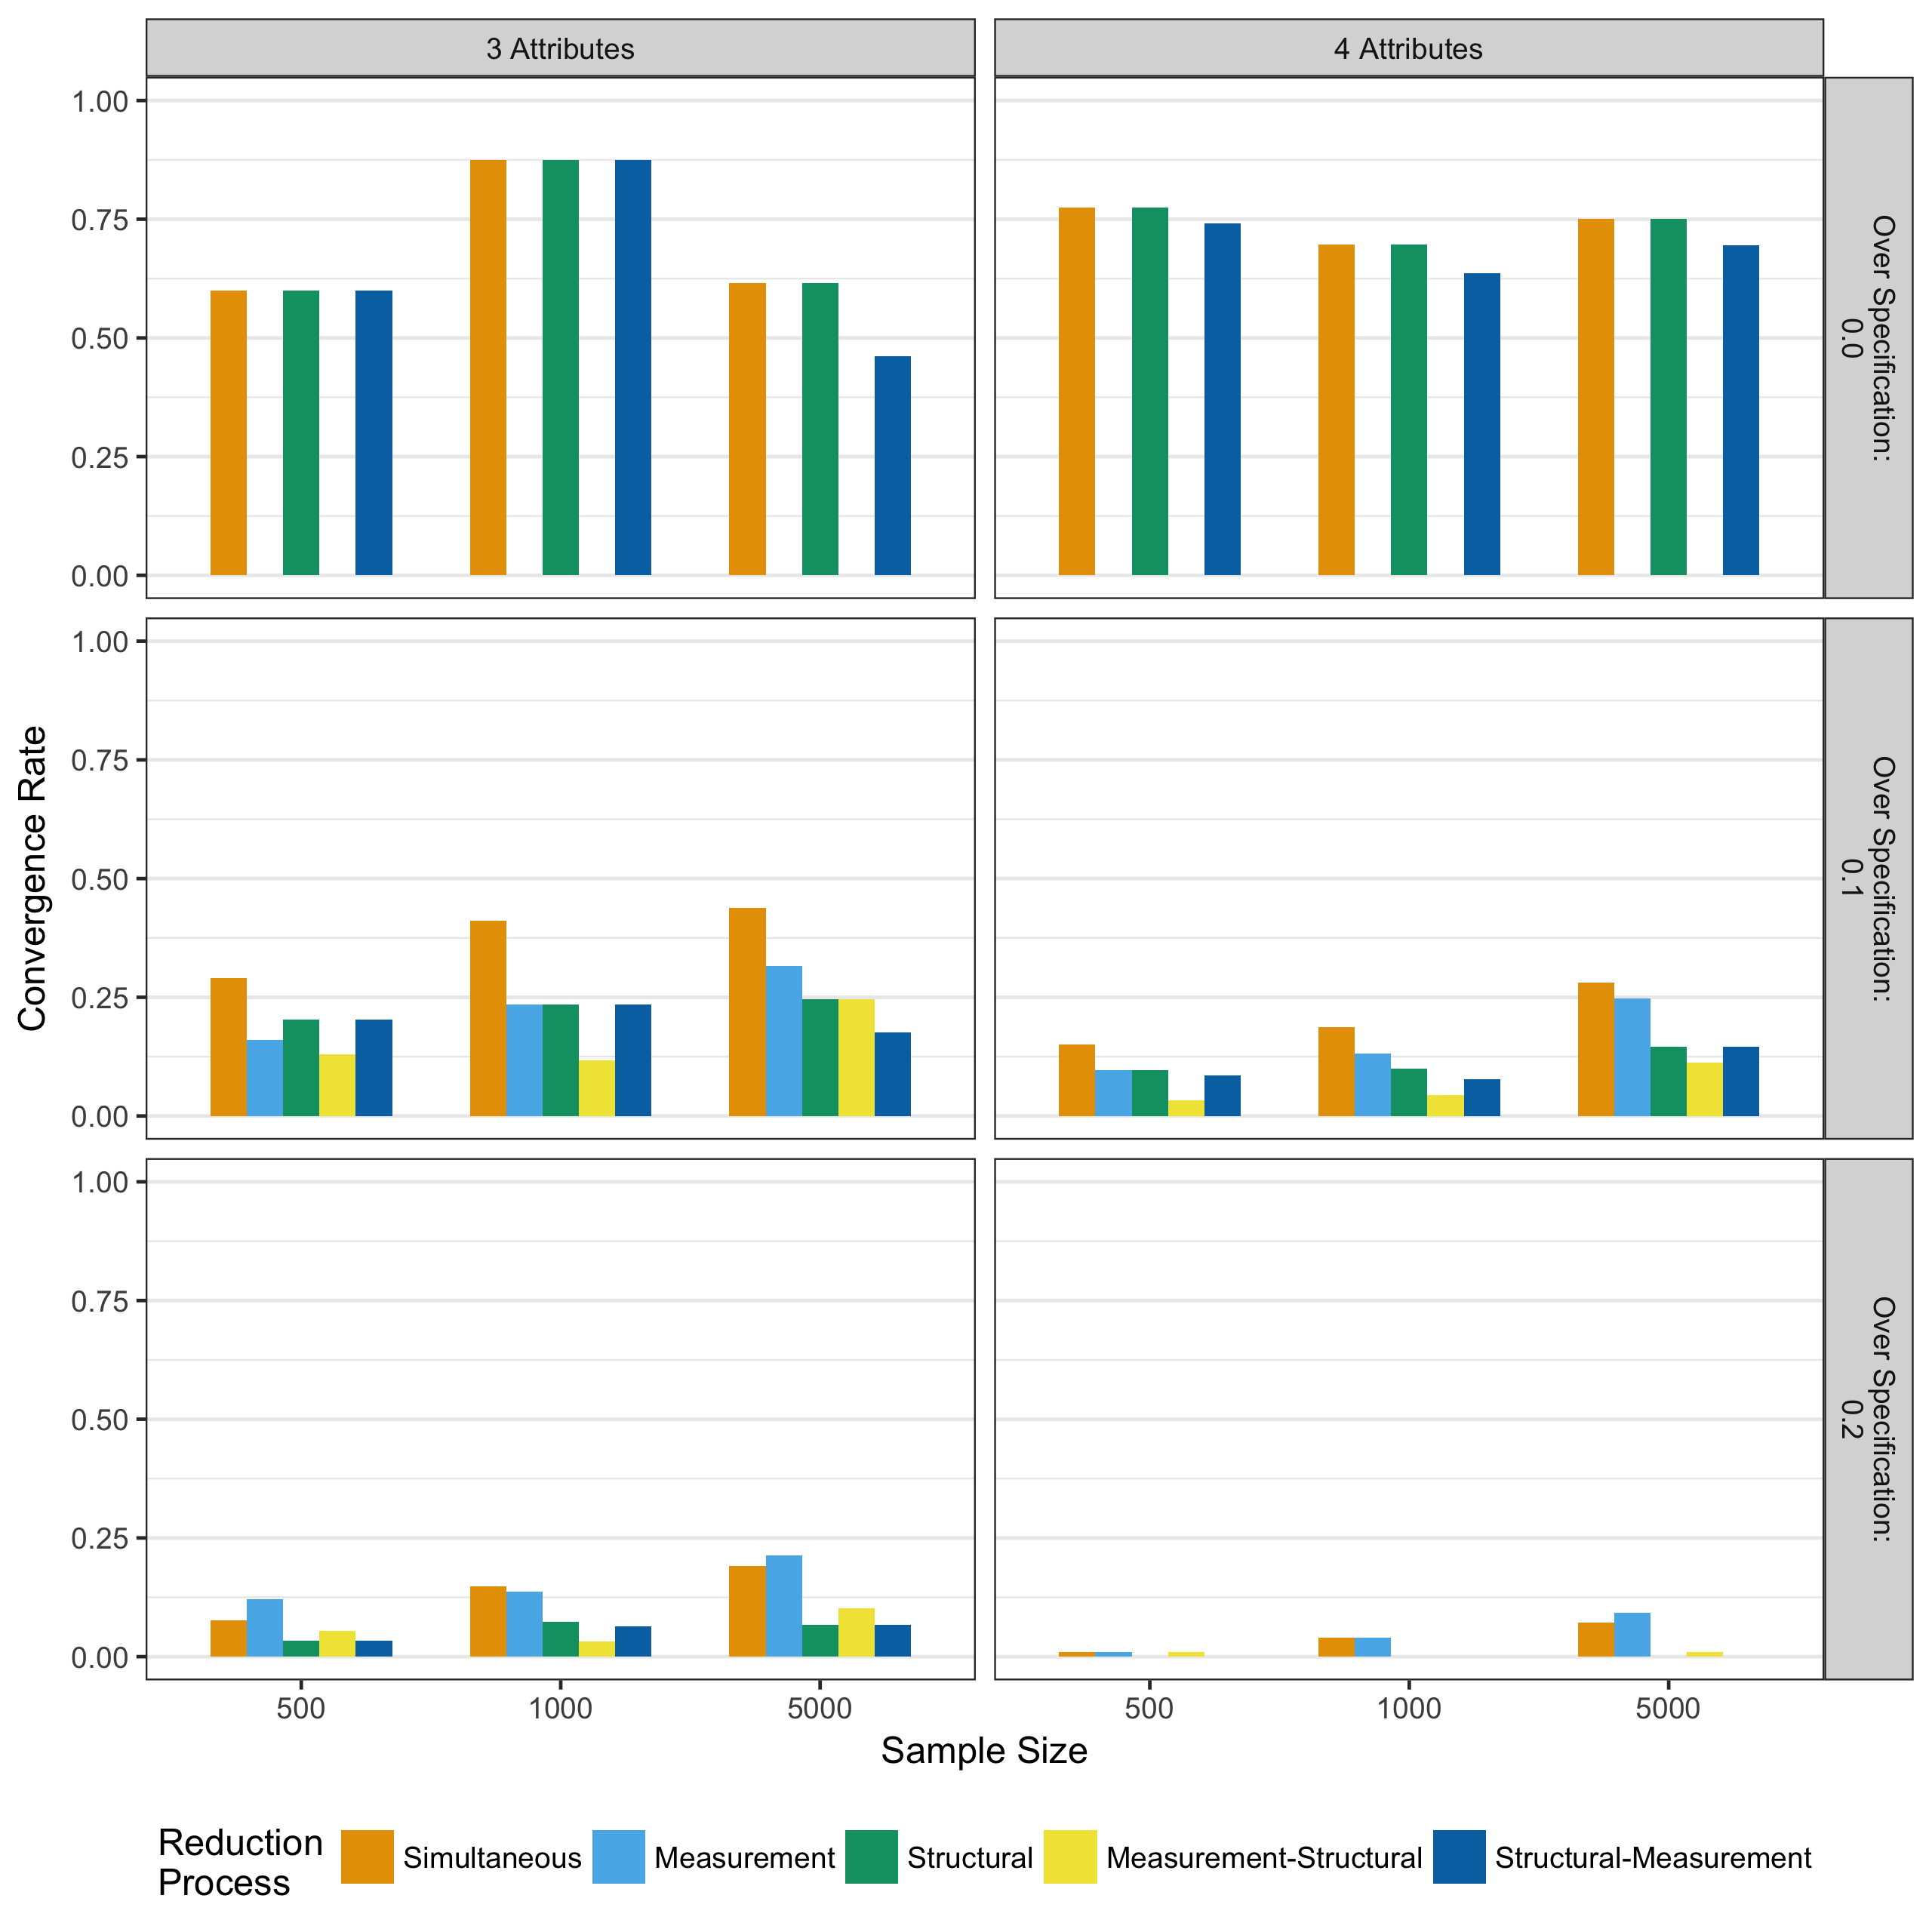 3 Attributes
4 Attributes
1.00
0.75
0.50
0.25
0.00
Over Specification:
0.0
Convergence Rate
1.00
0.75
0.50
0.25
0.00
Over Specification:
0.1
1.00
0.75
0.50
0.25
0.00
Over Specification:
0.2
500
1000
5000
500
1000
5000
Sample Size
Reduction
Process
Simultaneous
Measurement
Structural
Measurement-Structural
Structural-Measurement